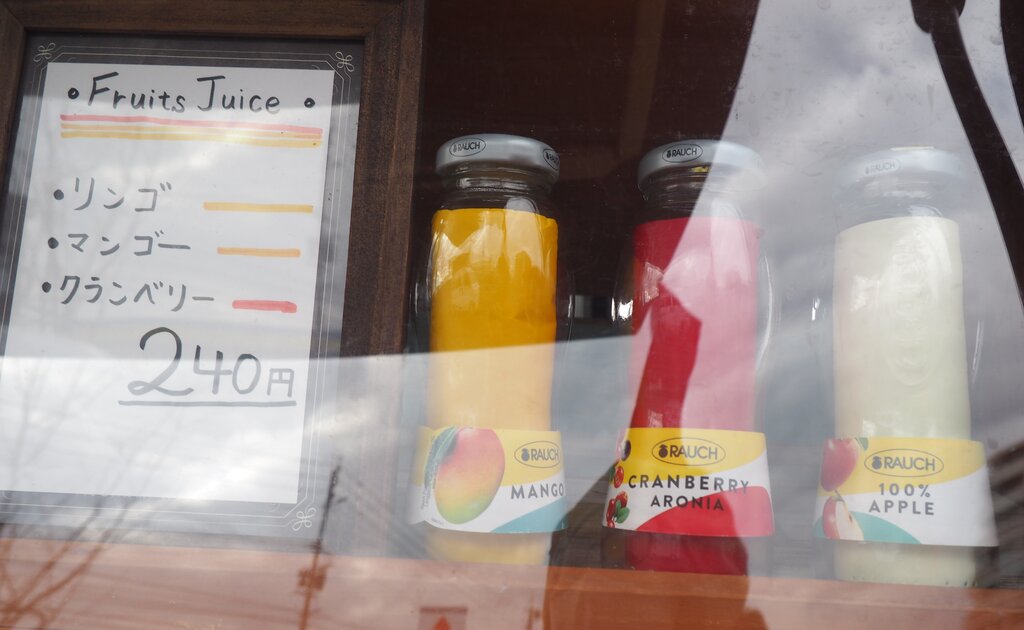 • Fruits Juice •
• リンゴ
• マンゴー
• クランベリー
240円
RAUCH
RAUCH
RAUCH
RAUCH
MANGO
RAUCH
CRANBERRY
ARONIA
RAUCH
100%
APPLE